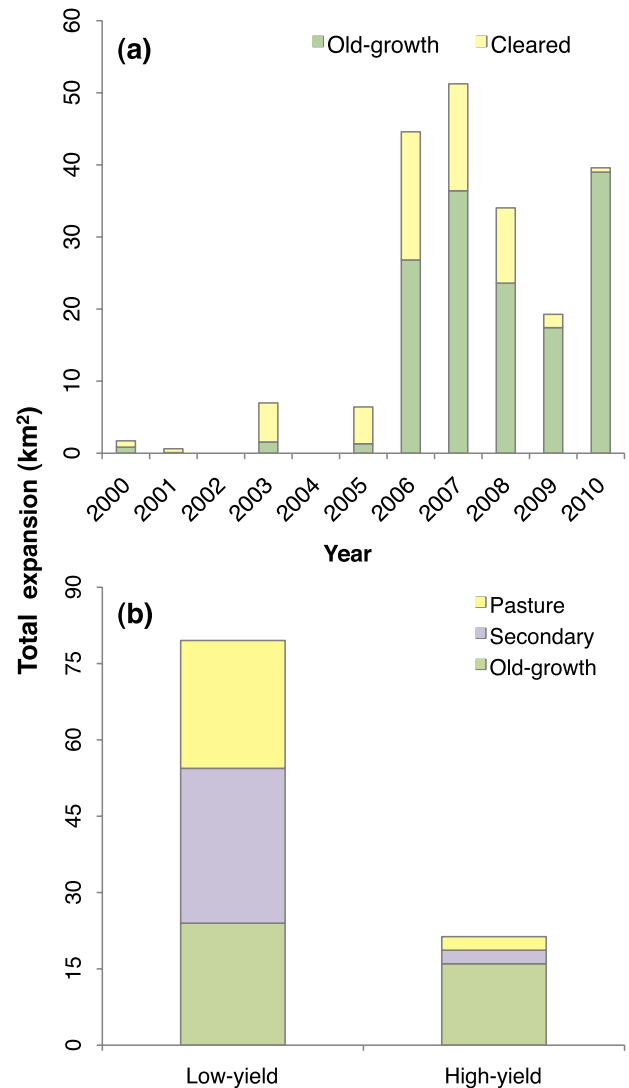 (a)
Old-growth
Cleared
60
50
40
30
20
10
0
2000
2001
2002
2003
2004
2005
2006
2007
2008
2009
2010
Year
Total expansion (km²)
(b)
Pasture
Secondary
Old-growth
90
75
60
45
30
15
0
Low-yield
High-yield